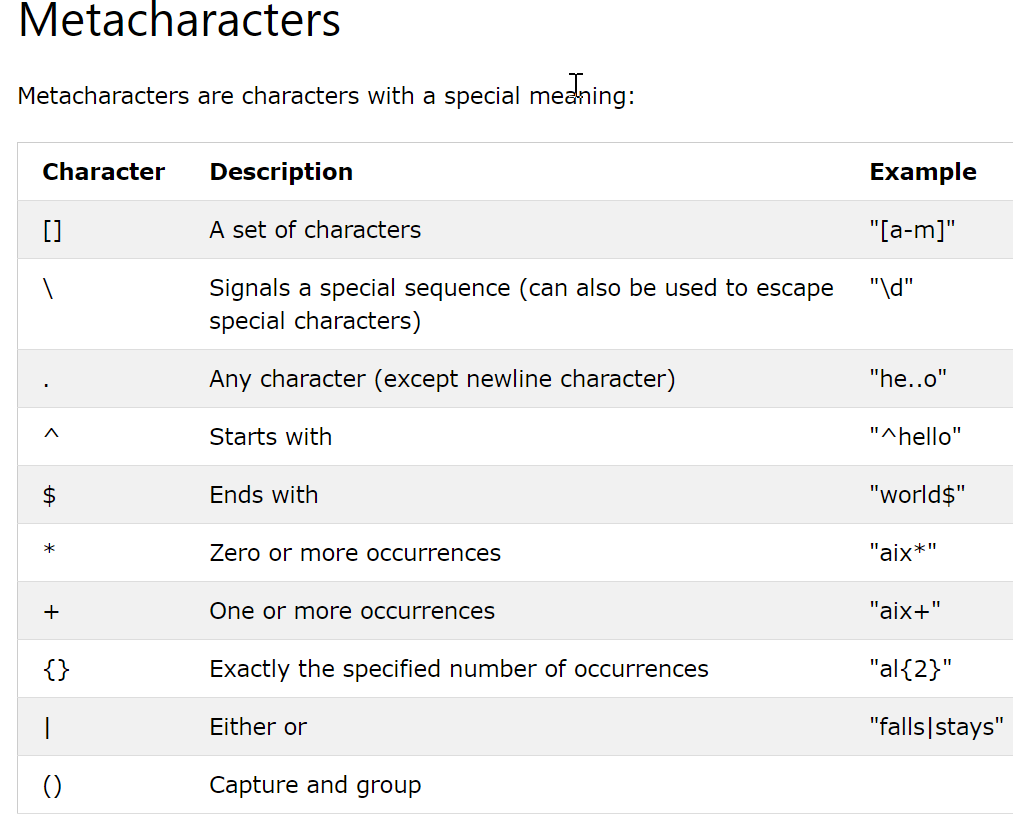 Metacharacters
Metacharacters are characters with a special meaning:
Character Description Example
[] A set of characters "[a-m]"
\ Signals a special sequence (can also be used to escape "\d"
special characters)
. Any character (except newline character) "he..o"
^ Starts with "^hello"
$ Ends with "world$"
* Zero or more occurrences "aix*"
+ One or more occurrences "aix+"
{} Exactly the specified number of occurrences "al{2}"
| Either or "falls|stays"
() Capture and group